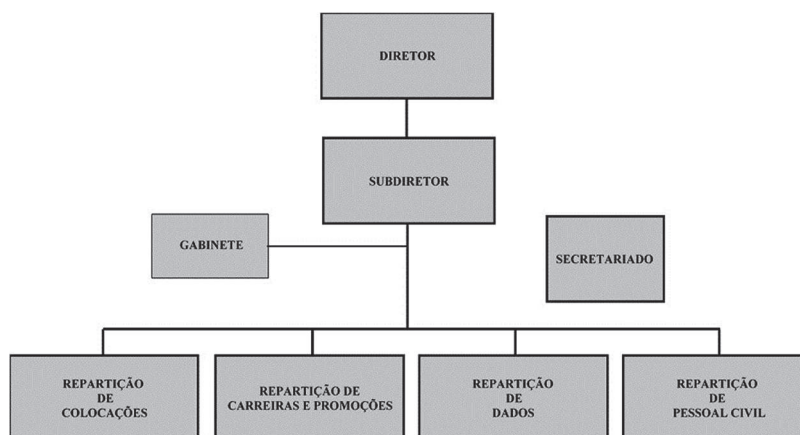 DIRETOR
SUBDIRETOR
GABINETE
SECRETARIADO
REPARTIÇÃO
DE
COLOCAÇÕES
REPARTIÇÃO DE
CARREIRAS E PROMOÇÕES
REPARTIÇÃO
DE
DADOS
REPARTIÇÃO
DE
PESSOAL CIVIL